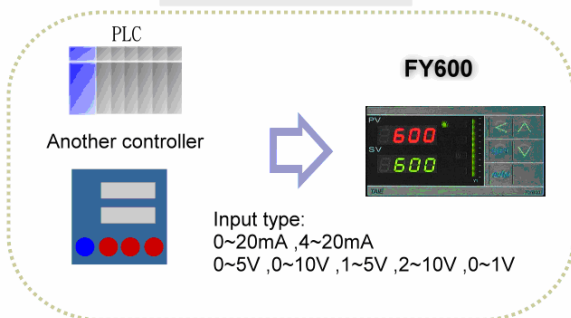 PLC
FY600
Another controller
PV
600
SV
600
Input type:
0~20mA ,4~20mA
0~5V ,0~10V ,1~5V ,2~10V ,0~1V